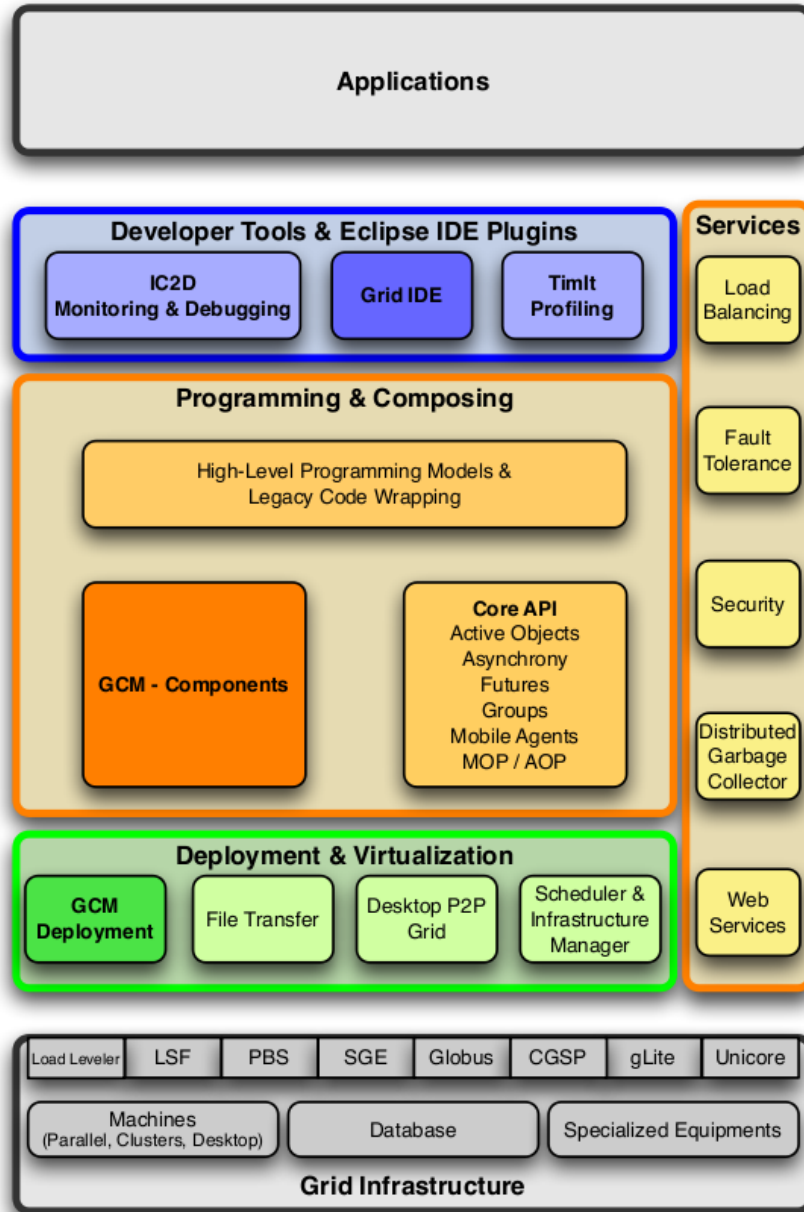 Applications
Developer Tools & Eclipse IDE Plugins
IC2D
Monitoring & Debugging
Grid IDE
TimIt
Profiling
Programming & Composing
High-Level Programming Models &
Legacy Code Wrapping
GCM - Components
Core API
Active Objects
Asynchrony
Futures
Groups
Mobile Agents
MOP / AOP
Deployment & Virtualization
GCM
Deployment
File Transfer
Desktop P2P
Grid
Scheduler &
Infrastructure
Manager
Services
Load
Balancing
Fault
Tolerance
Security
Distributed
Garbage
Collector
Web
Services
Load Leveler
LSF
PBS
SGE
Globus
CGSP
gLite
Unicore
Machines
(Parallel, Clusters, Desktop)
Database
Specialized Equipments
Grid Infrastructure